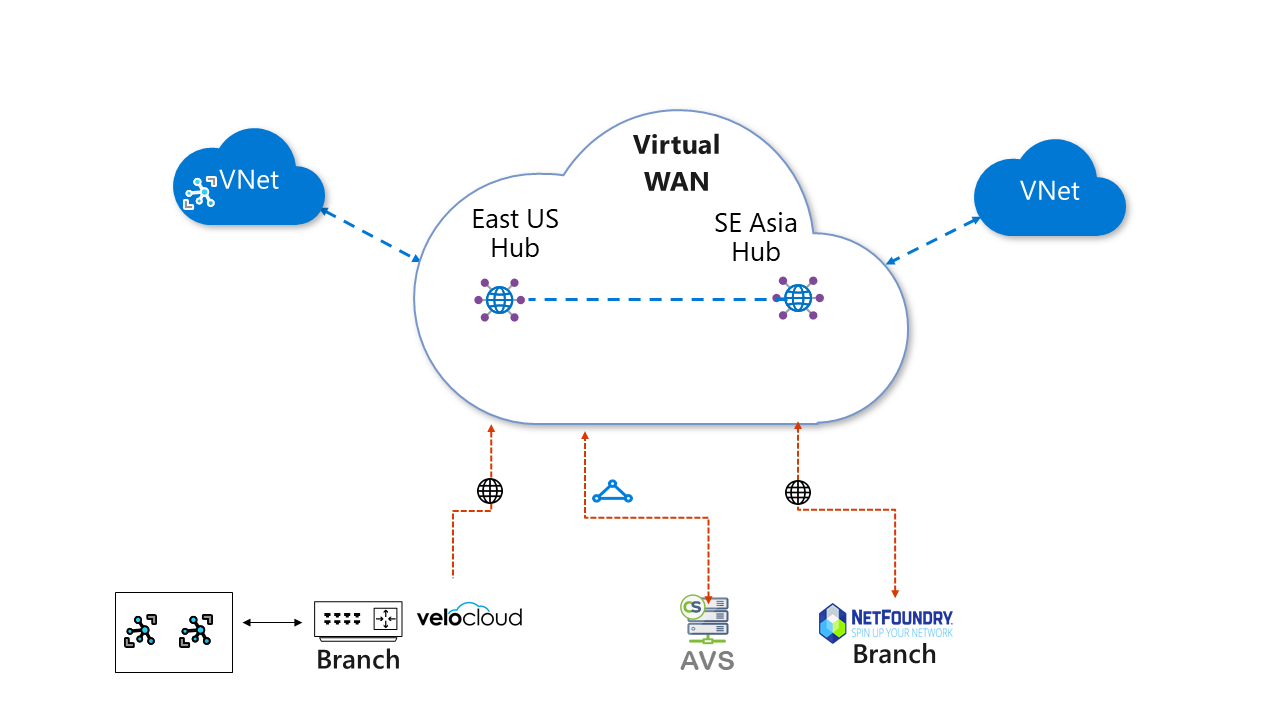 Virtual
WAN
VNet
VNet
East US
Hub
SE Asia
Hub
velocloud
Branch
CS
AVS
NETFOUNDRY
SPIN UP YOUR NETWORK
Branch